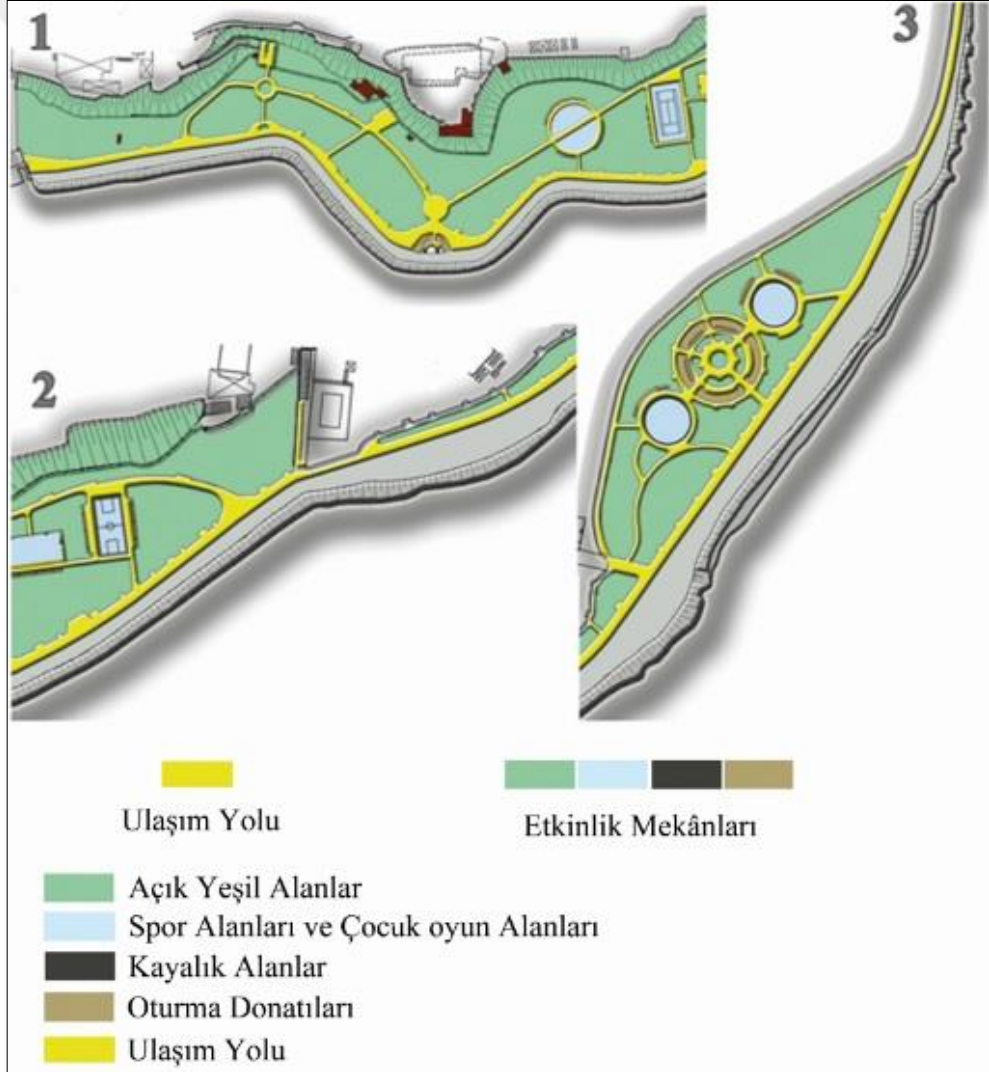 1
3
2
Ulaşım Yolu
Etkinlik Mekânları
Açık Yeşil Alanlar
Spor Alanları ve Çocuk oyun Alanları
Kayalık Alanlar
Oturma Donatıları
Ulaşım Yolu